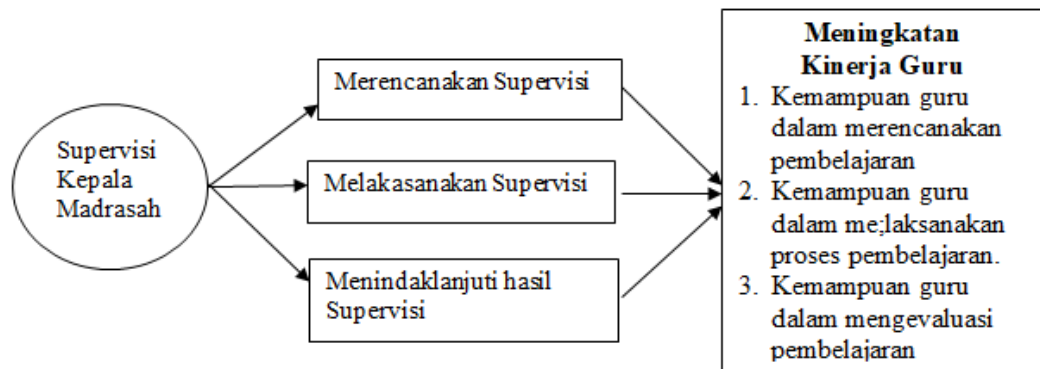 Supervisi
Kepala
Madrasah
Merencanakan Supervisi
Melakasanakan Supervisi
Menindaklanjuti hasil
Supervisi
Meningkatan
Kinerja Guru
1. Kemampuan guru
dalam merencanakan
pembelajaran
2. Kemampuan guru
dalam me;laksanakan
proses pembelajaran.
3. Kemampuan guru
dalam mengevaluasi
pembelajaran